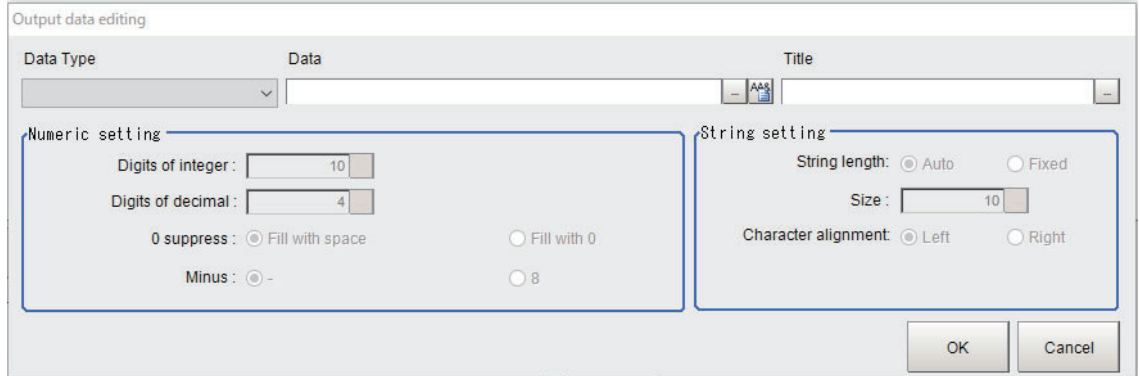 Output data editing
Data Type Data Title
... AA& ...
Numeric setting String setting
Digits of integer : 10 String length: Auto Fixed
Digits of decimal : 4 Size : 10
0 suppress : Fill with space Fill with 0 Character alignment: Left Right
Minus : - 8
OK Cancel